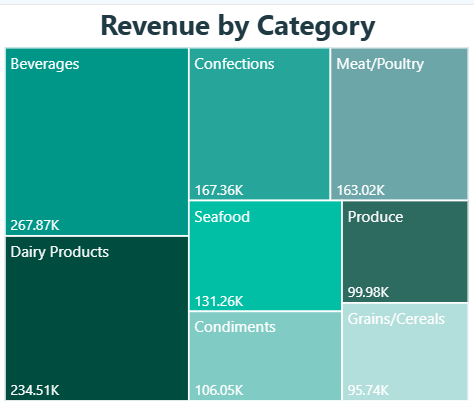 Revenue by Category
Beverages
267.87K
Dairy Products
234.51K
Confections
167.36K
Meat/Poultry
163.02K
Seafood
131.26K
Condiments
106.05K
Produce
99.98K
Grains/Cereals
95.74K